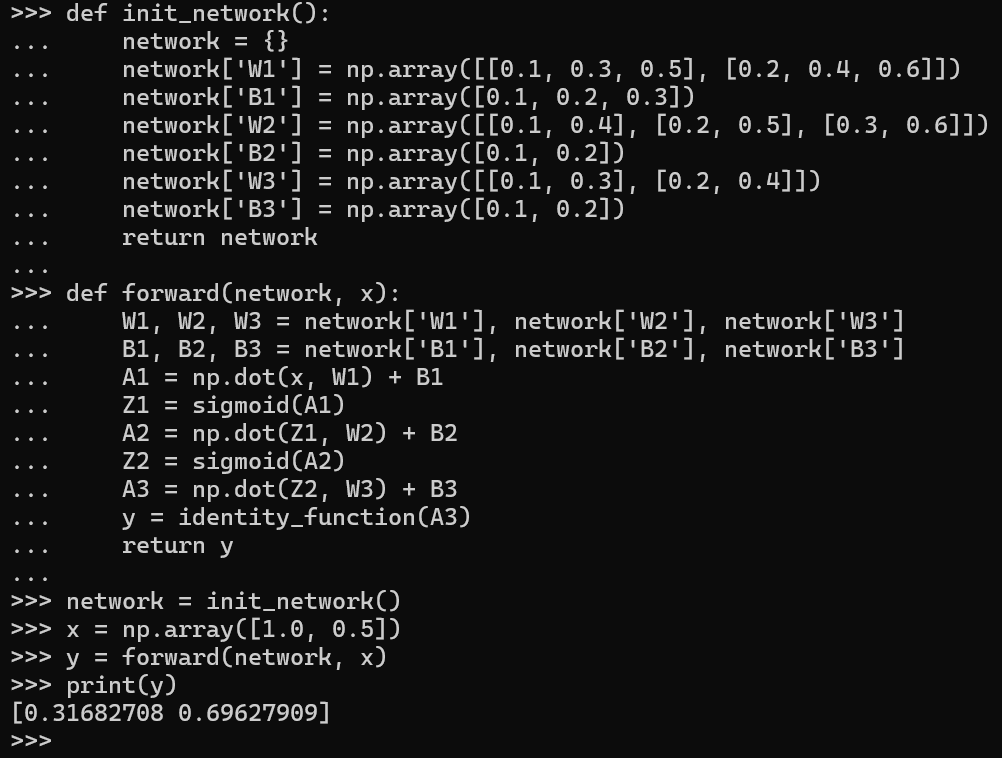 >>> def init_network():
...     network = {}
...     network['W1'] = np.array([[0.1, 0.3, 0.5], [0.2, 0.4, 0.6]])
...     network['B1'] = np.array([0.1, 0.2, 0.3])
...     network['W2'] = np.array([[0.1, 0.4], [0.2, 0.5], [0.3, 0.6]])
...     network['B2'] = np.array([0.1, 0.2])
...     network['W3'] = np.array([[0.1, 0.3], [0.2, 0.4]])
...     network['B3'] = np.array([0.1, 0.2])
...     return network
...
>>> def forward(network, x):
...     W1, W2, W3 = network['W1'], network['W2'], network['W3']
...     B1, B2, B3 = network['B1'], network['B2'], network['B3']
...     A1 = np.dot(x, W1) + B1
...     Z1 = sigmoid(A1)
...     A2 = np.dot(Z1, W2) + B2
...     Z2 = sigmoid(A2)
...     A3 = np.dot(Z2, W3) + B3
...     y = identity_function(A3)
...     return y
...
>>> network = init_network()
>>> x = np.array([1.0, 0.5])
>>> y = forward(network, x)
>>> print(y)
[0.31682708 0.69627909]
>>>